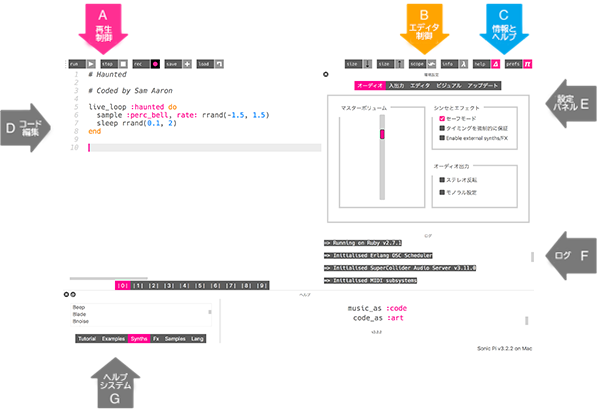 A
再生
制御
B
エディタ
制御
C
情報と
ヘルプ
run
stop
rec
save
load
size
size
scope
info
help
prefs
1 # Haunted
2
3 # Coded by Sam Aaron
4
5 live_loop :haunted do
6 sample :perc_bell, rate: rrand(-1.5, 1.5)
7 sleep rrand(0.1, 2)
8 end
9
10
D コード
編集
オーディオ 入出力 エディタ ビジュアル アップデート
マスターボリューム
シンセとエフェクト
セーフモード
タイミングを強制的に保証
Enable external synths/FX
オーディオ出力
ステレオ反転
モノラル設定
設定
パネル E
ログ
=> Running on Ruby v2.7.1
=> Initialised Erlang OSC Scheduler
=> Initialised SuperCollider Audio Server v3.11.0
=> Initialised MIDI subsystems
ログ F
|0| |1| |2| |3| |4| |5| |6| |7| |8| |9|
ヘルプ
Beep
Blade
Bnoise
Tutorial Examples Synths Fx Samples Lang
music_as :code
code_as :art
v3.2.2
Sonic Pi v3.2.2 on Mac
ヘルプ
システム
G